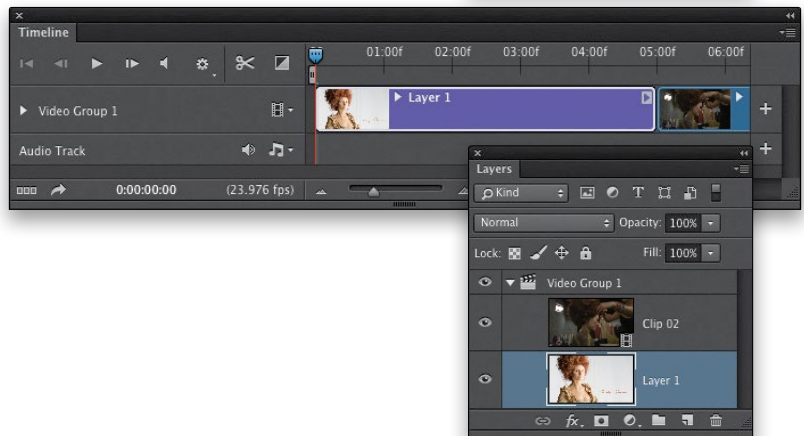 Timeline
01:00f 02:00f 03:00f 04:00f 05:00f 06:00f
Video Group 1
Layer 1
Audio Track
0:00:00:00 (23.976 fps)
Layers
Kind
T
Normal Opacity: 100%
Lock: Fill: 100%
Video Group 1
Clip 02
Layer 1
fx.